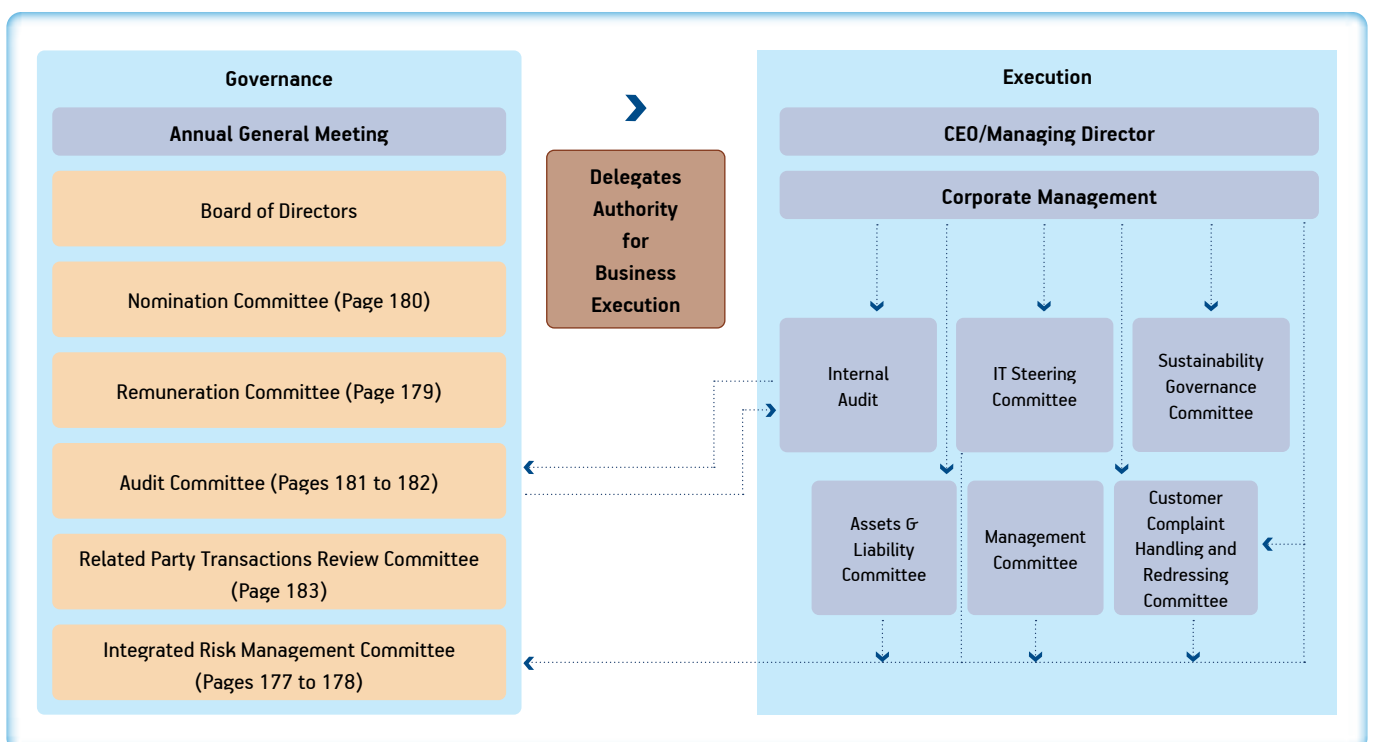 Governance
Annual General Meeting
Board of Directors
Nomination Committee (Page 180)
Remuneration Committee (Page 179)
Audit Committee (Pages 181 to 182)
Related Party Transactions Review Committee
(Page 183)
Integrated Risk Management Committee
(Pages 177 to 178)
Delegates
Authority
for
Business
Execution
Execution
CEO/Managing Director
Corporate Management
Internal
Audit
IT Steering
Committee
Sustainability
Governance
Committee
Assets &
Liability
Committee
Management
Committee
Customer
Complaint
Handling and
Redressing
Committee